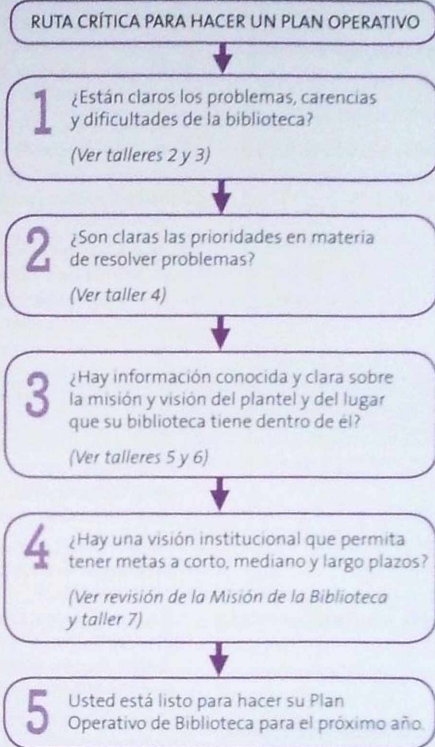 RUTA CRÍTICA PARA HACER UN PLAN OPERATIVO
1 ¿Están claros los problemas, carencias
y dificultades de la biblioteca?
(Ver talleres 2 y 3)
2 ¿Son claras las prioridades en materia
de resolver problemas?
(Ver taller 4)
3 ¿Hay información conocida y clara sobre
la misión y visión del plantel y del lugar
que su biblioteca tiene dentro de él?
(Ver talleres 5 y 6)
4 ¿Hay una visión institucional que permita
tener metas a corto, mediano y largo plazos?
(Ver revisión de la Misión de la Biblioteca
y taller 7)
5 Usted está listo para hacer su Plan
Operativo de Biblioteca para el próximo año.